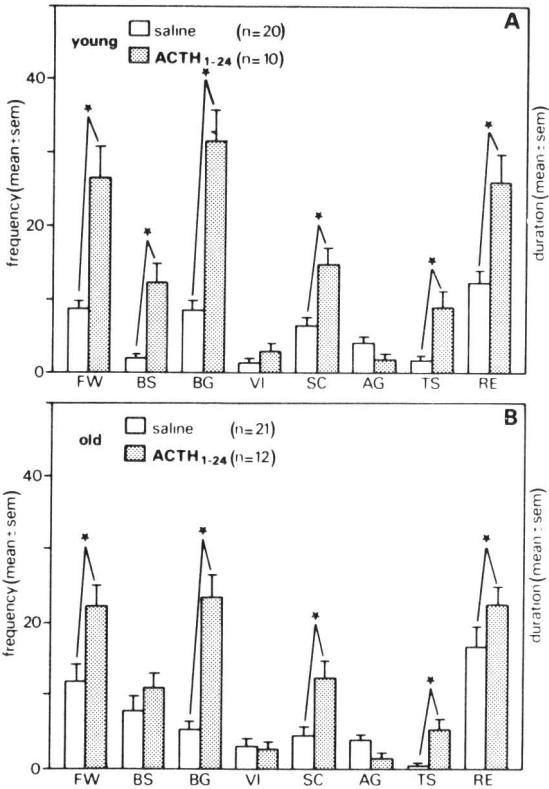 A
young
saline (n=20)
ACTH1-24 (n=10)
40
20
0
frequency (mean ± sem)
duration (mean ± sem)
FW BS BG VI SC AG TS RE
B
old
saline (n=21)
ACTH1-24 (n=12)
40
20
0
frequency (mean ± sem)
duration (mean ± sem)
FW BS BG VI SC AG TS RE